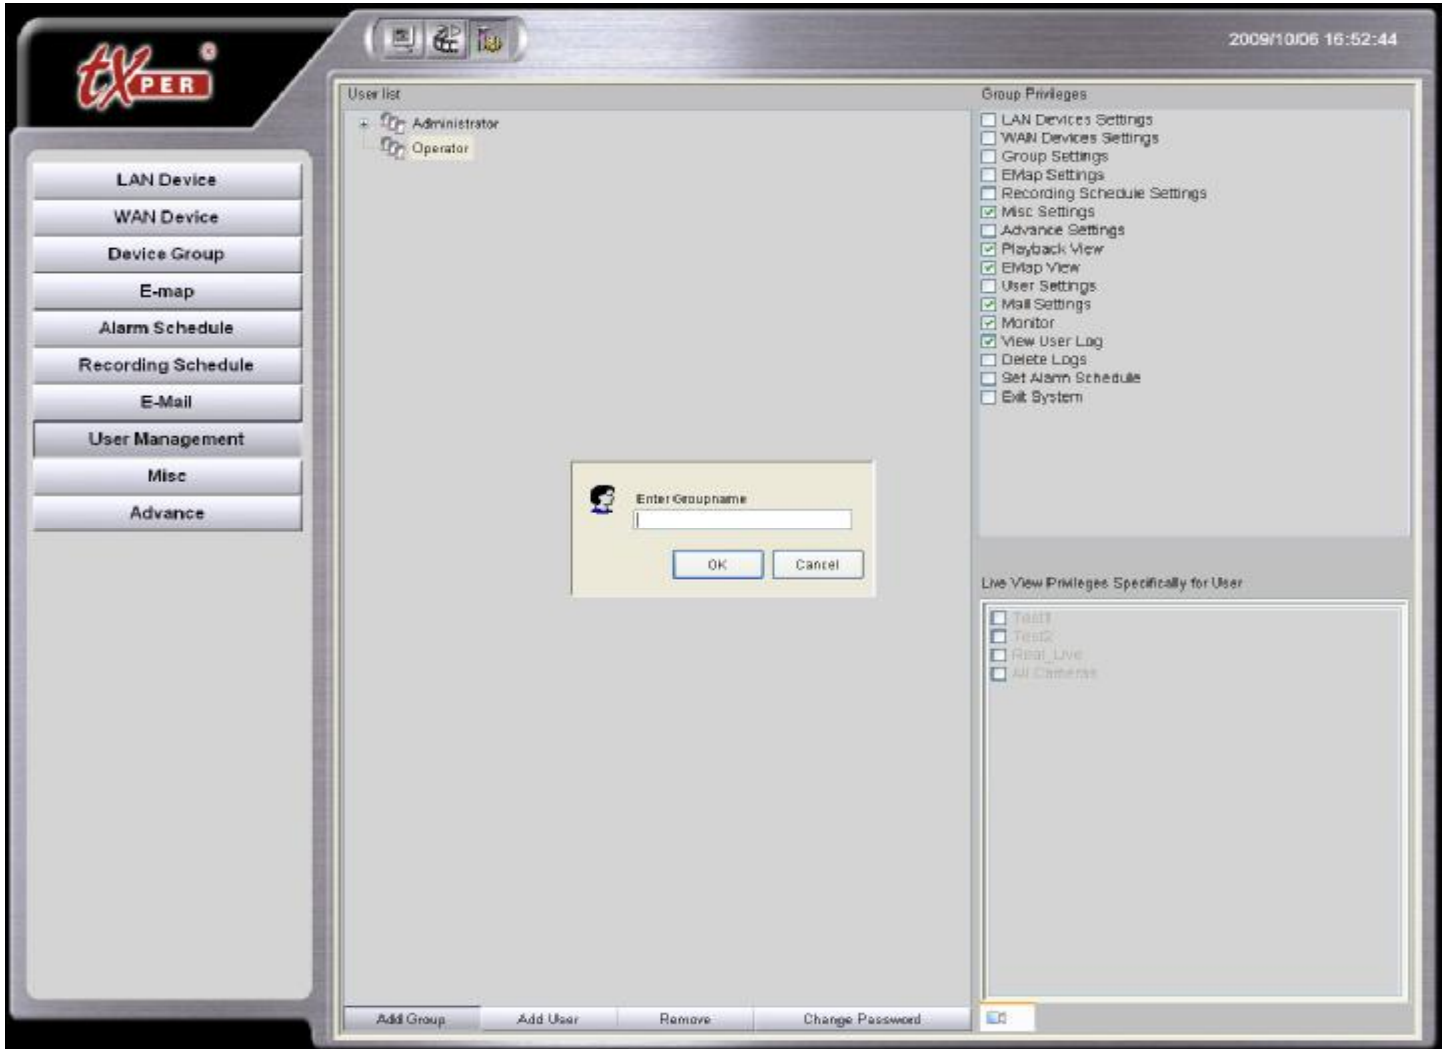 tXPER ®
2009/10/06 16:52:44
LAN Device
WAN Device
Device Group
E-map
Alarm Schedule
Recording Schedule
E-Mail
User Management
Misc
Advance
User list
Administrator
Operator
Enter Groupname
OK
Cancel
Add Group
Add User
Remove
Change Password
Group Privileges
LAN Devices Settings
WAN Devices Settings
Group Settings
EMap Settings
Recording Schedule Settings
Misc Settings
Advance Settings
Playback View
EMap View
User Settings
Mail Settings
Monitor
View User Log
Delete Logs
Set Alarm Schedule
Exit System
Live View Privileges Specifically for User
Test1
Test2
Real_Live
All Cameras